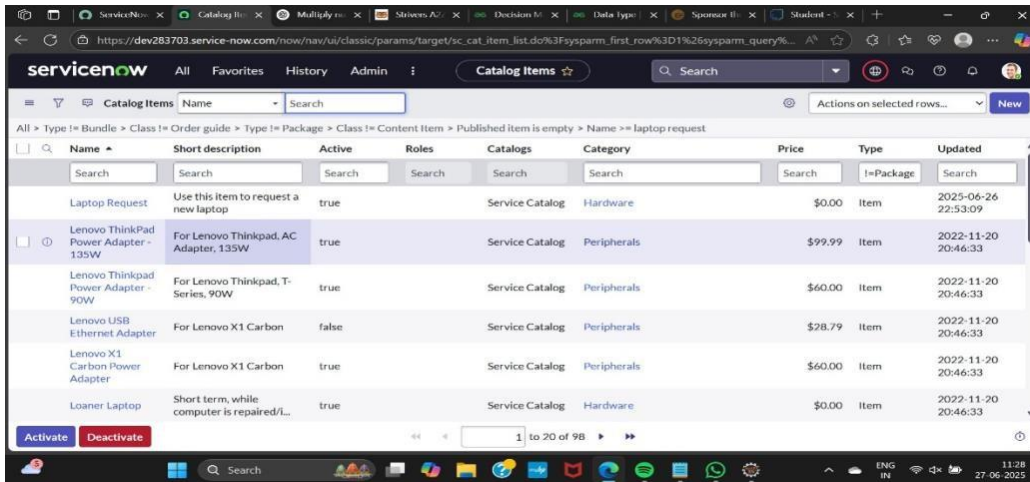 ServiceNow
Catalog Ite
Multiply
Strivers A2
Decision M
Data Type
Sponsor
Student -
https://dev283703.service-now.com/now/nav/ui/classic/params/target/sc_cat_item_list.do%3Fsysparm_first_row%3D1%26sysparm_query%...
servicenow All Favorites History Admin Catalog Items Search
Catalog Items Name Search Actions on selected rows... New
All > Type != Bundle > Class != Order guide > Type != Package > Class != Content Item > Published item is empty > Name >= laptop request
Name Short description Active Roles Catalogs Category Price Type Updated
Search Search Search Search Search Search Search !=Package Search
Laptop Request Use this item to request a new laptop true Service Catalog Hardware $0.00 Item 2025-06-26 22:53:09
Lenovo ThinkPad Power Adapter - 135W For Lenovo Thinkpad, AC Adapter, 135W true Service Catalog Peripherals $99.99 Item 2022-11-20 20:46:33
Lenovo Thinkpad Power Adapter - 90W For Lenovo Thinkpad, T-Series, 90W true Service Catalog Peripherals $60.00 Item 2022-11-20 20:46:33
Lenovo USB Ethernet Adapter For Lenovo X1 Carbon false Service Catalog Peripherals $28.79 Item 2022-11-20 20:46:33
Lenovo X1 Carbon Power Adapter For Lenovo X1 Carbon true Service Catalog Peripherals $60.00 Item 2022-11-20 20:46:33
Loaner Laptop Short term, while computer is repaired/i... true Service Catalog Hardware $0.00 Item 2022-11-20 20:46:33
Activate Deactivate 1 to 20 of 98
Search ENG IN 11:28 27-06-2025